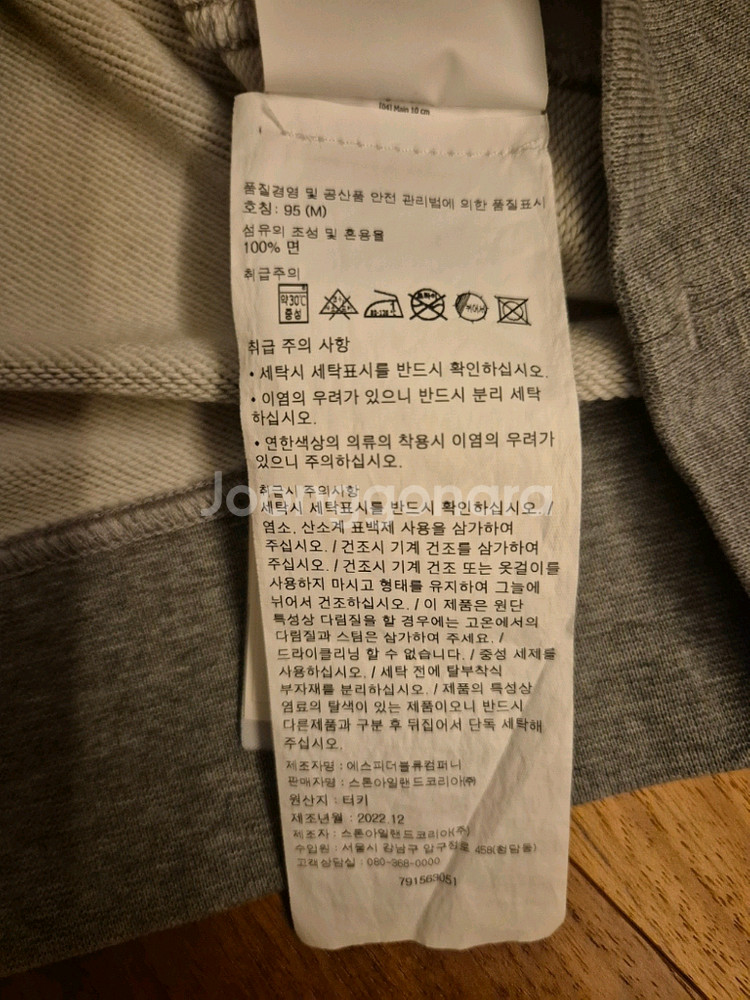 [04] Main 10 cm
품질경영 및 공산품 안전 관리법에 의한 품질표시
호칭: 95 (M)
섬유의 조성 및 혼용율
100% 면
취급주의
약30℃
중성
취급 주의 사항
• 세탁시 세탁표시를 반드시 확인하십시오.
• 이염의 우려가 있으니 반드시 분리 세탁
하십시오.
• 연한색상의 의류의 착용시 이염의 우려가
있으니 주의하십시오.
취급시 주의사항
세탁시 세탁표시를 반드시 확인하십시오. /
염소, 산소계 표백제 사용을 삼가하여
주십시오. / 건조시 기계 건조를 삼가하여
주십시오. / 건조시 기계 건조 또는 옷걸이를
사용하지 마시고 형태를 유지하여 그늘에
뉘어서 건조하십시오. / 이 제품은 원단
특성상 다림질을 할 경우에는 고온에서의
다림질과 스팀은 삼가하여 주세요. /
드라이클리닝 할 수 없습니다. / 중성 세제를
사용하십시오. / 세탁 전에 탈부착식
부자재를 분리하십시오. / 제품의 특성상
염료의 탈색이 있는 제품이오니 반드시
다른제품과 구분 후 뒤집어서 단독 세탁해
주십시오.
제조자명 : 에스피더블류컴퍼니
판매자명 : 스톤아일랜드코리아㈜
원산지 : 터키
제조년월 : 2022.12
제조자 : 스톤아일랜드코리아(주)
수입원 : 서울시 강남구 압구정로 458(청담동)
고객상담실 : 080-368-0000
791563051
Joonggonara